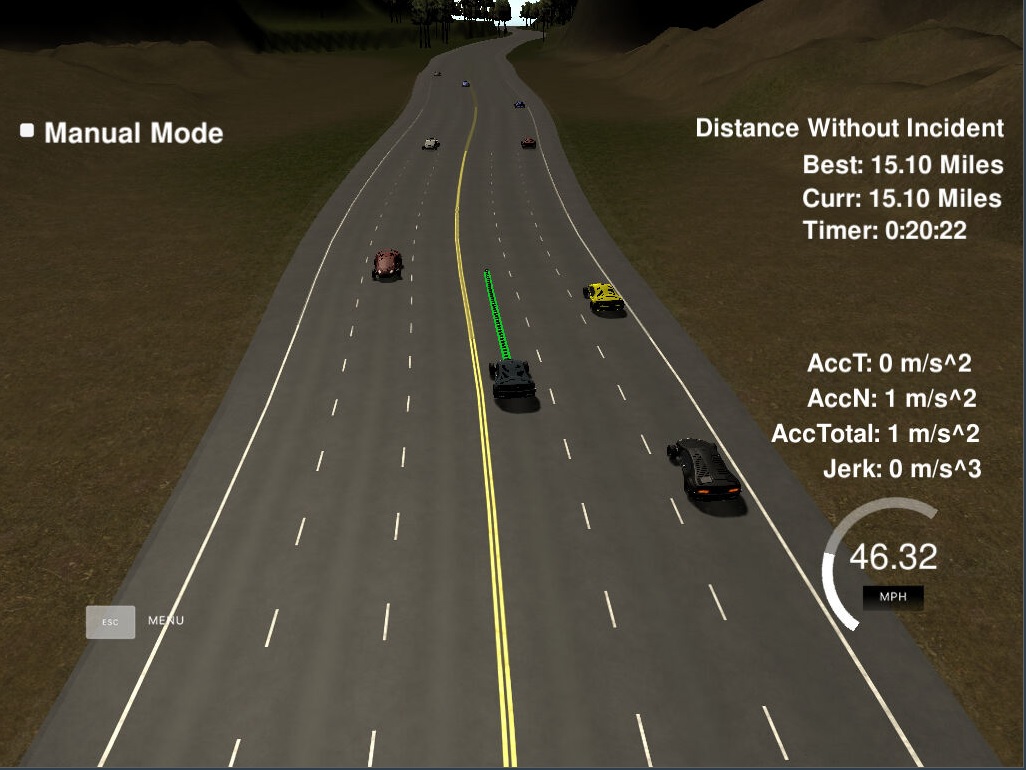 Manual Mode
Distance Without Incident
Best: 15.10 Miles
Curr: 15.10 Miles
Timer: 0:20:22
AccT: 0 m/s^2
AccN: 1 m/s^2
AccTotal: 1 m/s^2
Jerk: 0 m/s^3
46.32
MPH
ESC MENU